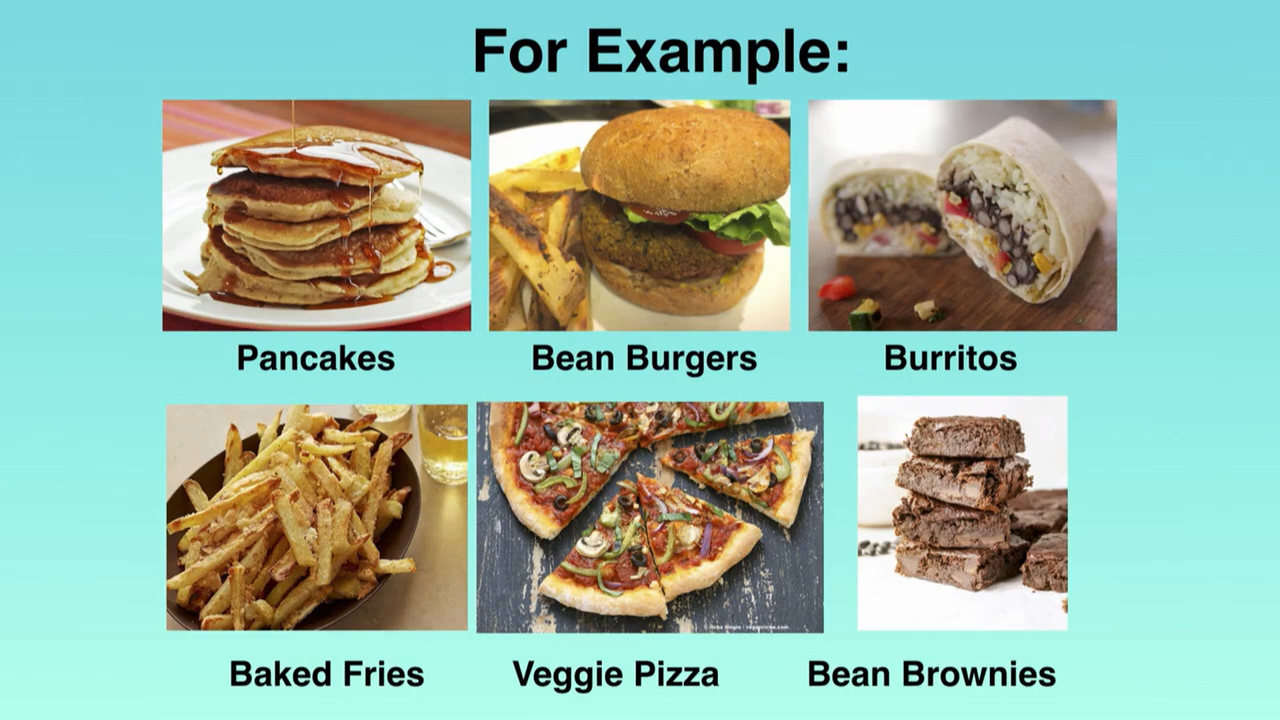 For Example:
Pancakes
Bean Burgers
Burritos
Baked Fries
Veggie Pizza
Bean Brownies